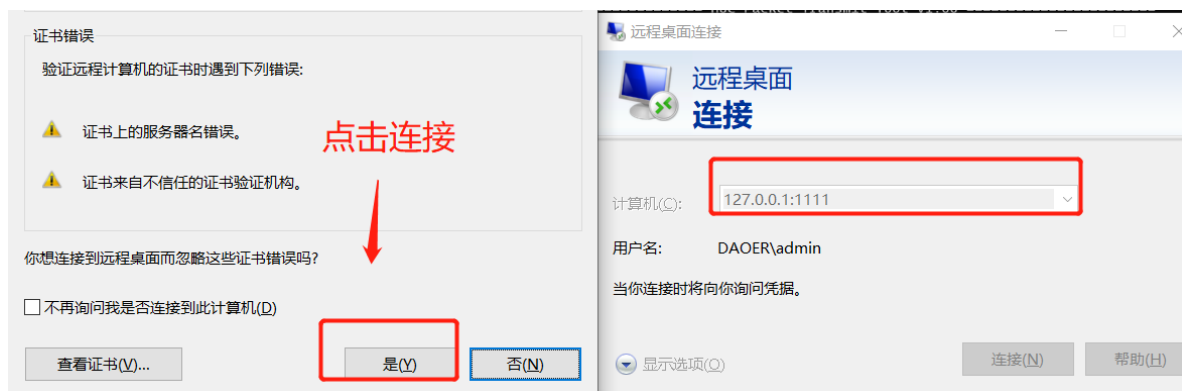 证书错误
验证远程计算机的证书时遇到下列错误:
证书上的服务器名错误。
证书来自不信任的证书验证机构。
点击连接
你想连接到远程桌面而忽略这些证书错误吗?
不再询问我是否连接到此计算机(D)
查看证书(V)...
是(Y)
否(N)
远程桌面连接
远程桌面
连接
计算机(C):
127.0.0.1:1111
用户名:
DAOER\admin
当你连接时将向你询问凭据。
显示选项(O)
连接(N)
帮助(H)